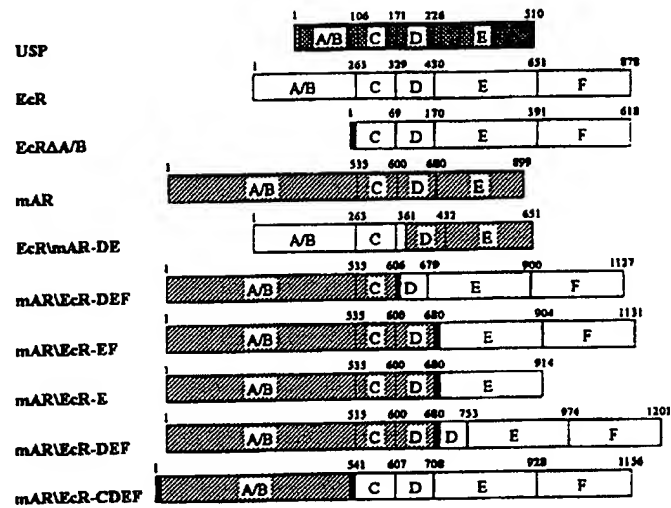 1 106 171 226 510
USP A/B C D E
1 263 329 430 651 878
EcR A/B C D E F
1 69 170 391 618
EcRΔA/B C D E F
1 535 600 680 899
mAR A/B C D E
1 263 361 432 651
EcR\mAR-DE A/B C D E
1 535 606 679 900 1127
mAR\EcR-DEF A/B C D E F
1 535 600 680 904 1131
mAR\EcR-EF A/B C D E F
1 535 600 680 914
mAR\EcR-E A/B C D E
1 535 600 680 753 974 1201
mAR\EcR-DEF A/B C D D E F
1 541 607 708 928 1156
mAR\EcR-CDEF A/B C D E F